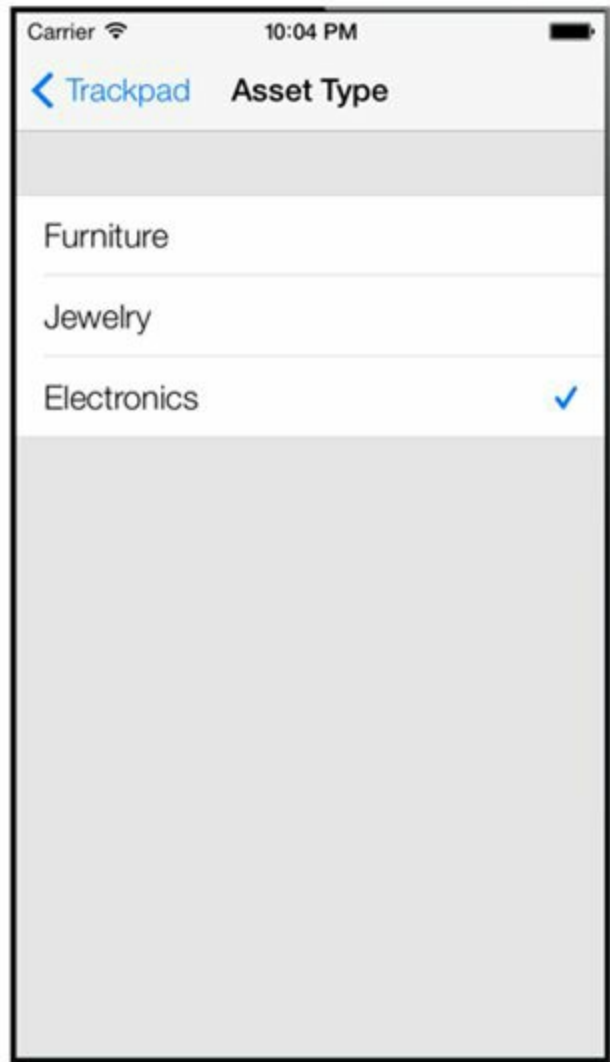 Carrier 10:04 PM
Trackpad Asset Type
Furniture
Jewelry
Electronics